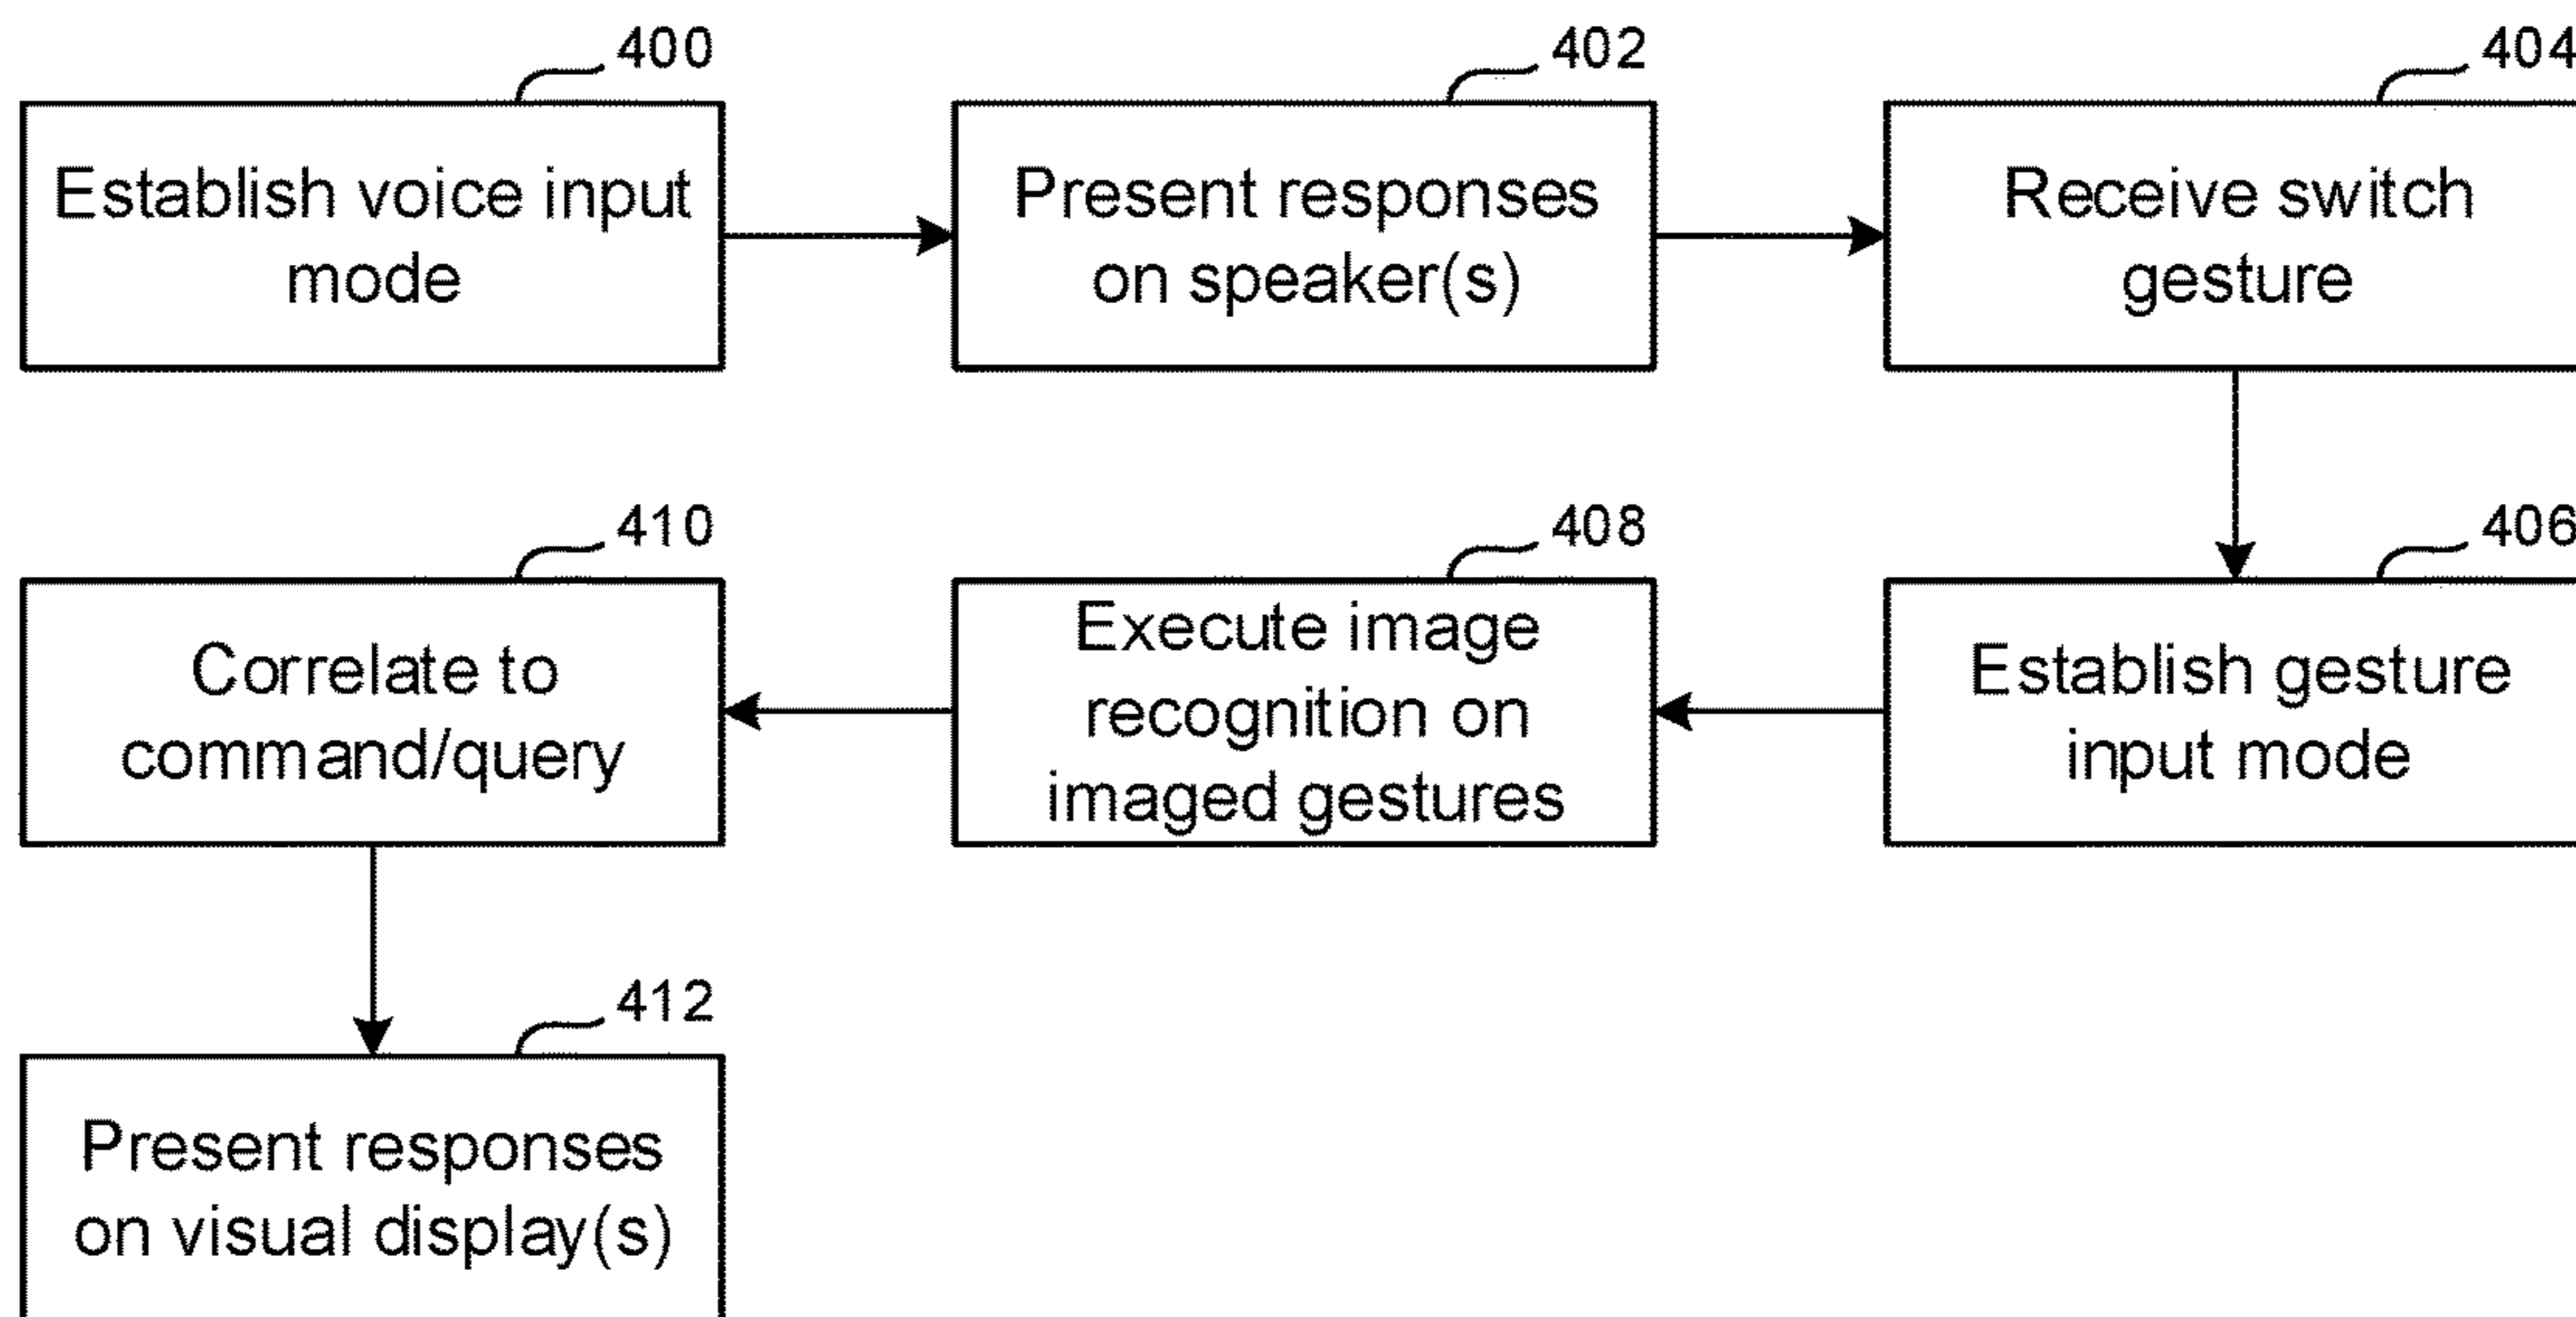 400
Establish voice input
mode
402
Present responses
on speaker(s)
404
Receive switch
gesture
406
Establish gesture
input mode
408
Execute image
recognition on
imaged gestures
410
Correlate to
command/query
412
Present responses
on visual display(s)